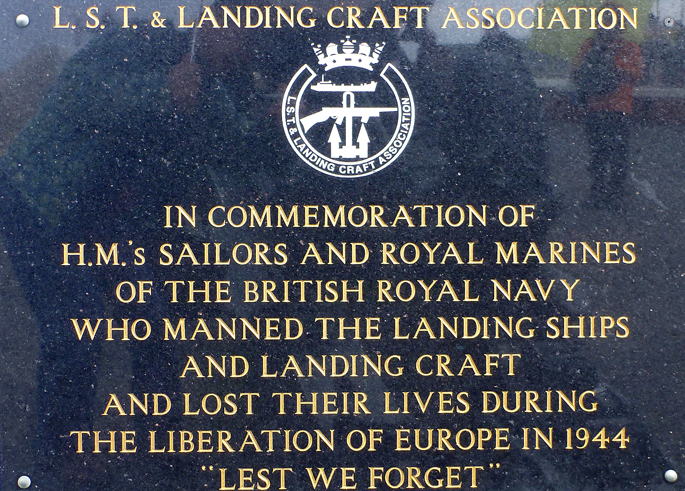 L. S. T. & LANDING CRAFT ASSOCIATION
L.S.T. & LANDING CRAFT ASSOCIATION
IN COMMEMORATION OF
H.M.'s SAILORS AND ROYAL MARINES
OF THE BRITISH ROYAL NAVY
WHO MANNED THE LANDING SHIPS
AND LANDING CRAFT
AND LOST THEIR LIVES DURING
THE LIBERATION OF EUROPE IN 1944
"LEST WE FORGET"